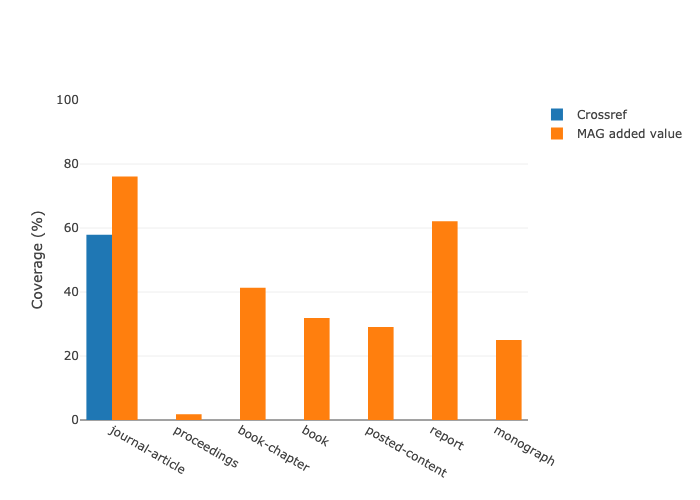 100
80
60
40
20
0
Coverage (%)
journal-article
proceedings
book-chapter
book
posted-content
report
monograph
Crossref
MAG added value